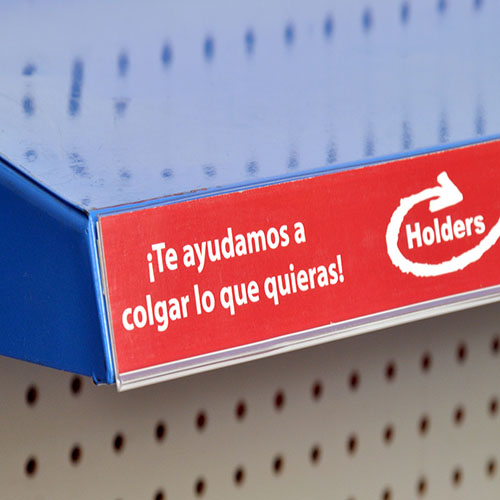 ¡Te ayudamos a
colgar lo que quieras!
Holders